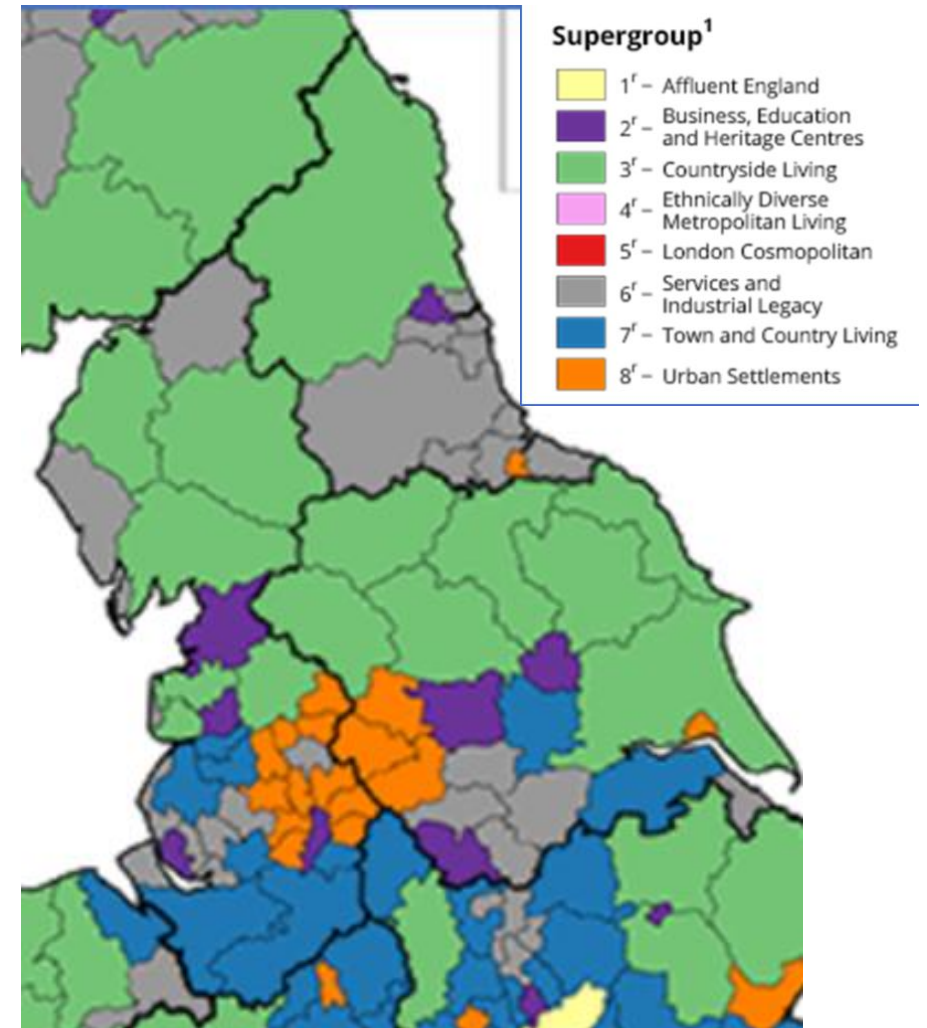 Supergroup¹
1ʳ – Affluent England
2ʳ – Business, Education
and Heritage Centres
3ʳ – Countryside Living
4ʳ – Ethnically Diverse
Metropolitan Living
5ʳ – London Cosmopolitan
6ʳ – Services and
Industrial Legacy
7ʳ – Town and Country Living
8ʳ – Urban Settlements